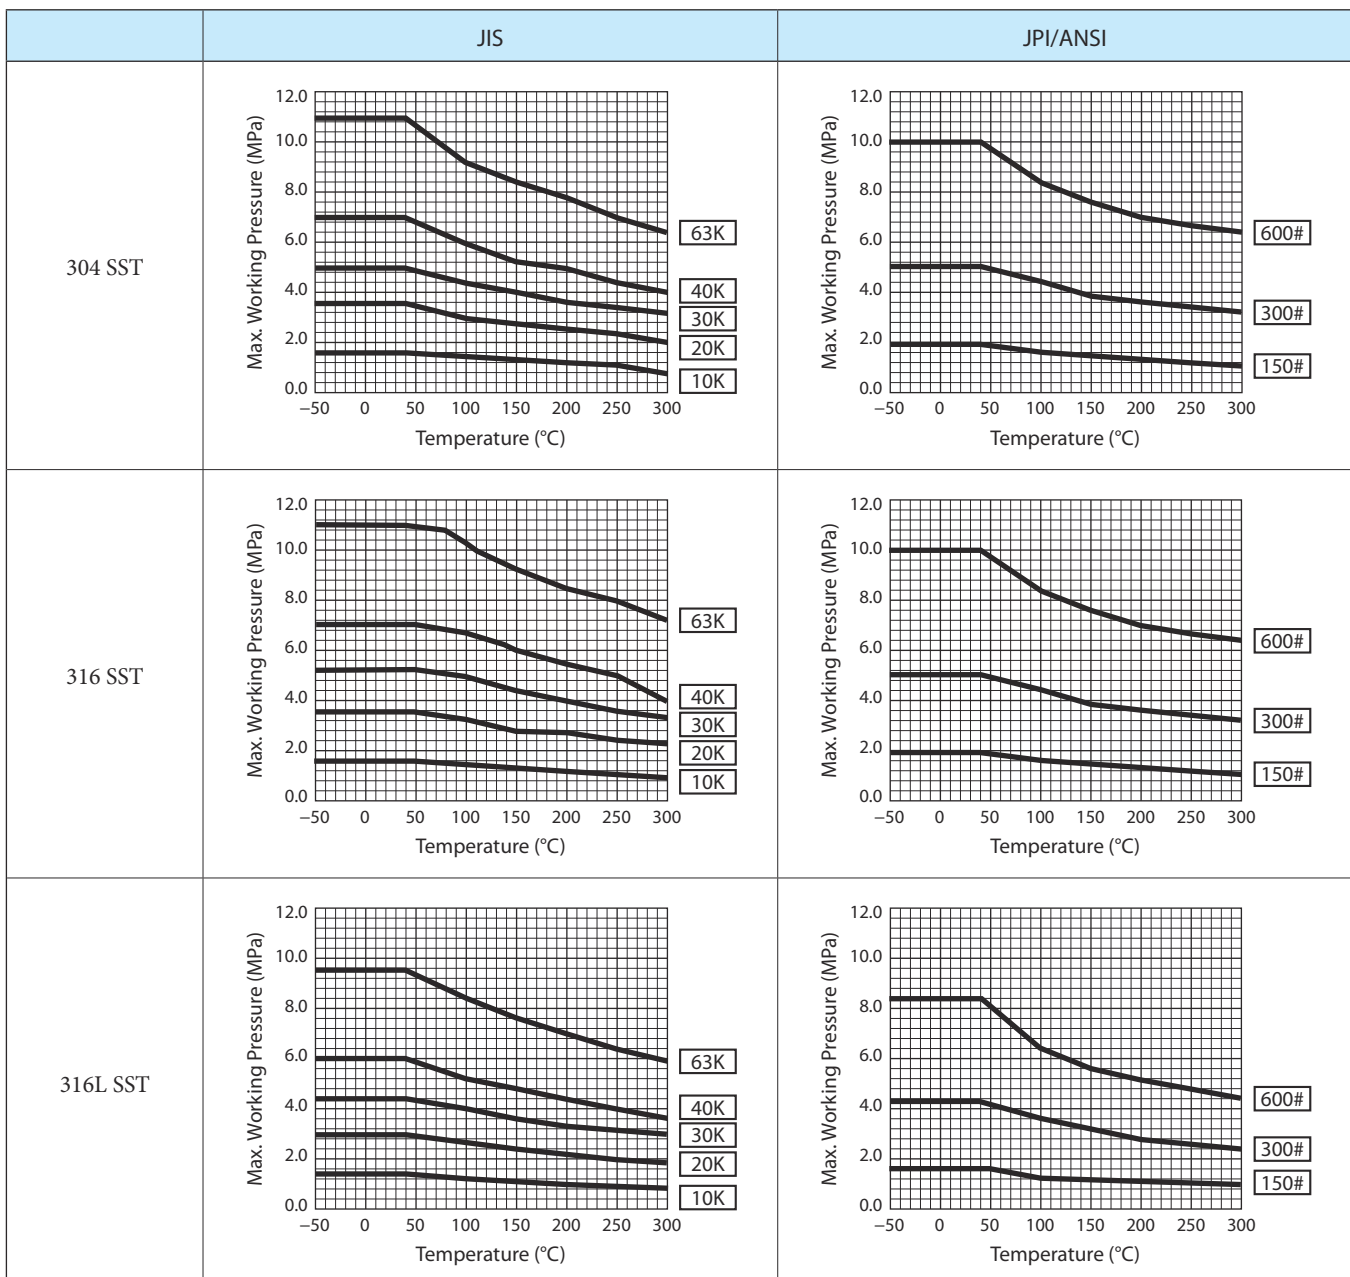 JIS JPI/ANSI
304 SST
Max. Working Pressure (MPa)
12.0
10.0
8.0
6.0
4.0
2.0
0.0
−50 0 50 100 150 200 250 300
Temperature (°C)
63K
40K
30K
20K
10K
Max. Working Pressure (MPa)
12.0
10.0
8.0
6.0
4.0
2.0
0.0
−50 0 50 100 150 200 250 300
Temperature (°C)
600#
300#
150#
316 SST
Max. Working Pressure (MPa)
12.0
10.0
8.0
6.0
4.0
2.0
0.0
−50 0 50 100 150 200 250 300
Temperature (°C)
63K
40K
30K
20K
10K
Max. Working Pressure (MPa)
12.0
10.0
8.0
6.0
4.0
2.0
0.0
−50 0 50 100 150 200 250 300
Temperature (°C)
600#
300#
150#
316L SST
Max. Working Pressure (MPa)
12.0
10.0
8.0
6.0
4.0
2.0
0.0
−50 0 50 100 150 200 250 300
Temperature (°C)
63K
40K
30K
20K
10K
Max. Working Pressure (MPa)
12.0
10.0
8.0
6.0
4.0
2.0
0.0
−50 0 50 100 150 200 250 300
Temperature (°C)
600#
300#
150#